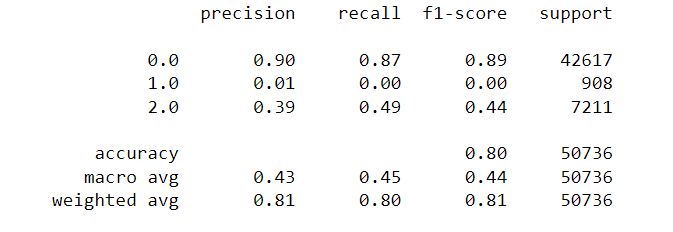 precision recall f1-score support
0.0 0.90 0.87 0.89 42617
1.0 0.01 0.00 0.00 908
2.0 0.39 0.49 0.44 7211
accuracy 0.80 50736
macro avg 0.43 0.45 0.44 50736
weighted avg 0.81 0.80 0.81 50736